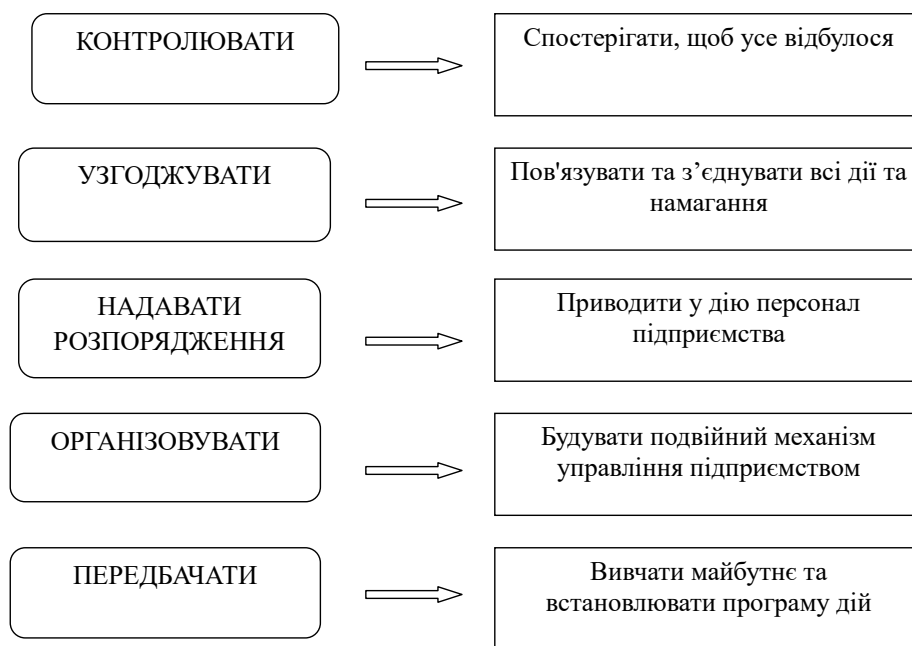 КОНТРОЛЮВАТИ
Спостерігати, щоб усе відбулося
УЗГОДЖУВАТИ
Пов'язувати та з’єднувати всі дії та
намагання
НАДАВАТИ
РОЗПОРЯДЖЕННЯ
Приводити у дію персонал
підприємства
ОРГАНІЗОВУВАТИ
Будувати подвійний механізм
управління підприємством
ПЕРЕДБАЧАТИ
Вивчати майбутнє та
встановлювати програму дій